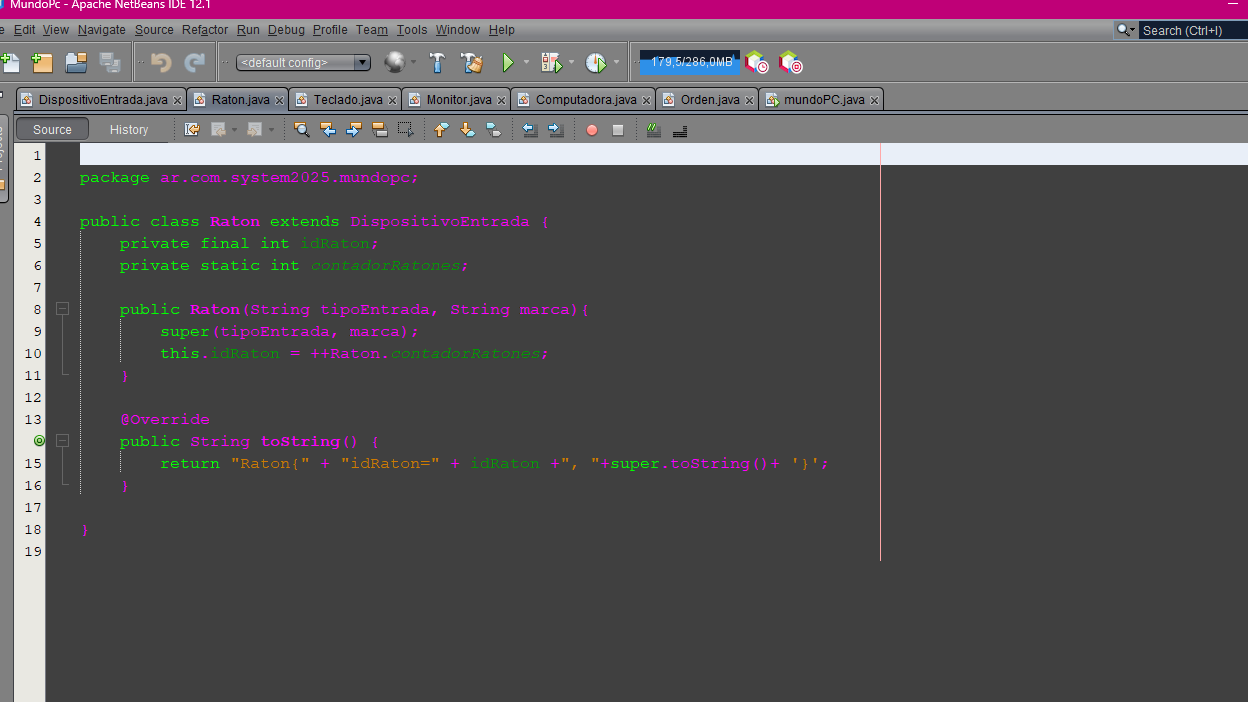 MundoPc - Apache NetBeans IDE 12.1
e Edit View Navigate Source Refactor Run Debug Profile Team Tools Window Help
Search (Ctrl+I)
<default config>
179,5/286,0MB
DispositivoEntrada.java Raton.java Teclado.java Monitor.java Computadora.java Orden.java mundoPC.java
Source History
1
2 package ar.com.system2025.mundopc;
3
4 public class Raton extends DispositivoEntrada {
5 private final int idRaton;
6 private static int contadorRatones;
7
8 public Raton(String tipoEntrada, String marca){
9 super(tipoEntrada, marca);
10 this.idRaton = ++Raton.contadorRatones;
11 }
12
13 @Override
public String toString() {
15 return "Raton{" + "idRaton=" + idRaton +", "+super.toString()+ '}';
16 }
17
18 }
19